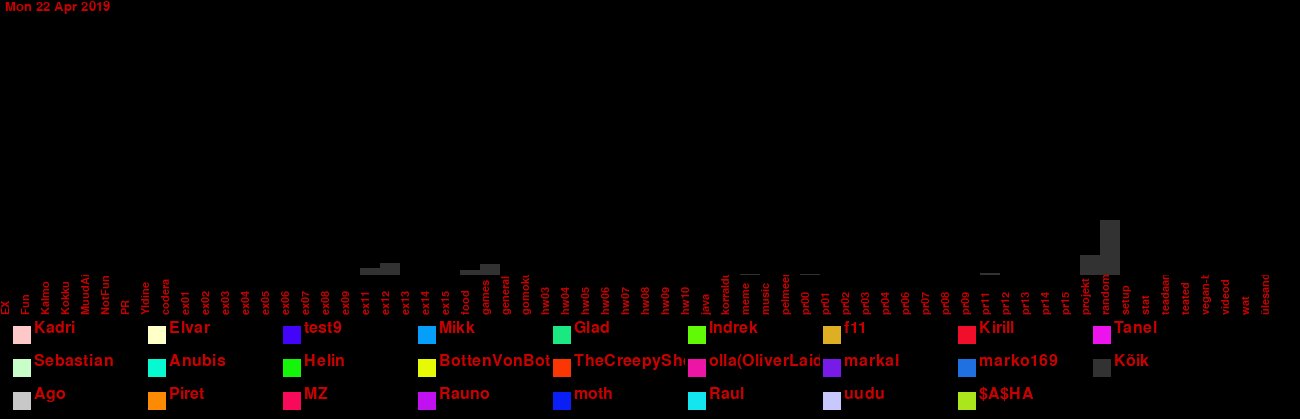 Mon 22 Apr 2019
EX Fun Kalmo Kokku MuudAi NotFun PR Yldine codera ex01 ex02 ex03 ex04 ex05 ex06 ex07 ex08 ex09 ex11 ex12 ex13 ex14 ex15 food games general gomoku hw03 hw04 hw05 hw06 hw07 hw08 hw09 hw10 java korraldu meme music pelmeen pr00 pr01 pr02 pr03 pr04 pr06 pr07 pr08 pr09 pr11 pr12 pr13 pr14 pr15 projekt random setup stat teadaan teated vegan-t videod wat ülesand
Kadri Elvar test9 Mikk Glad Indrek f11 Kirill Tanel
Sebastian Anubis Helin BottenVonBot TheCreepyShe olla(OliverLaid markal marko169 Kõik
Ago Piret MZ Rauno moth Raul uudu $A$HA